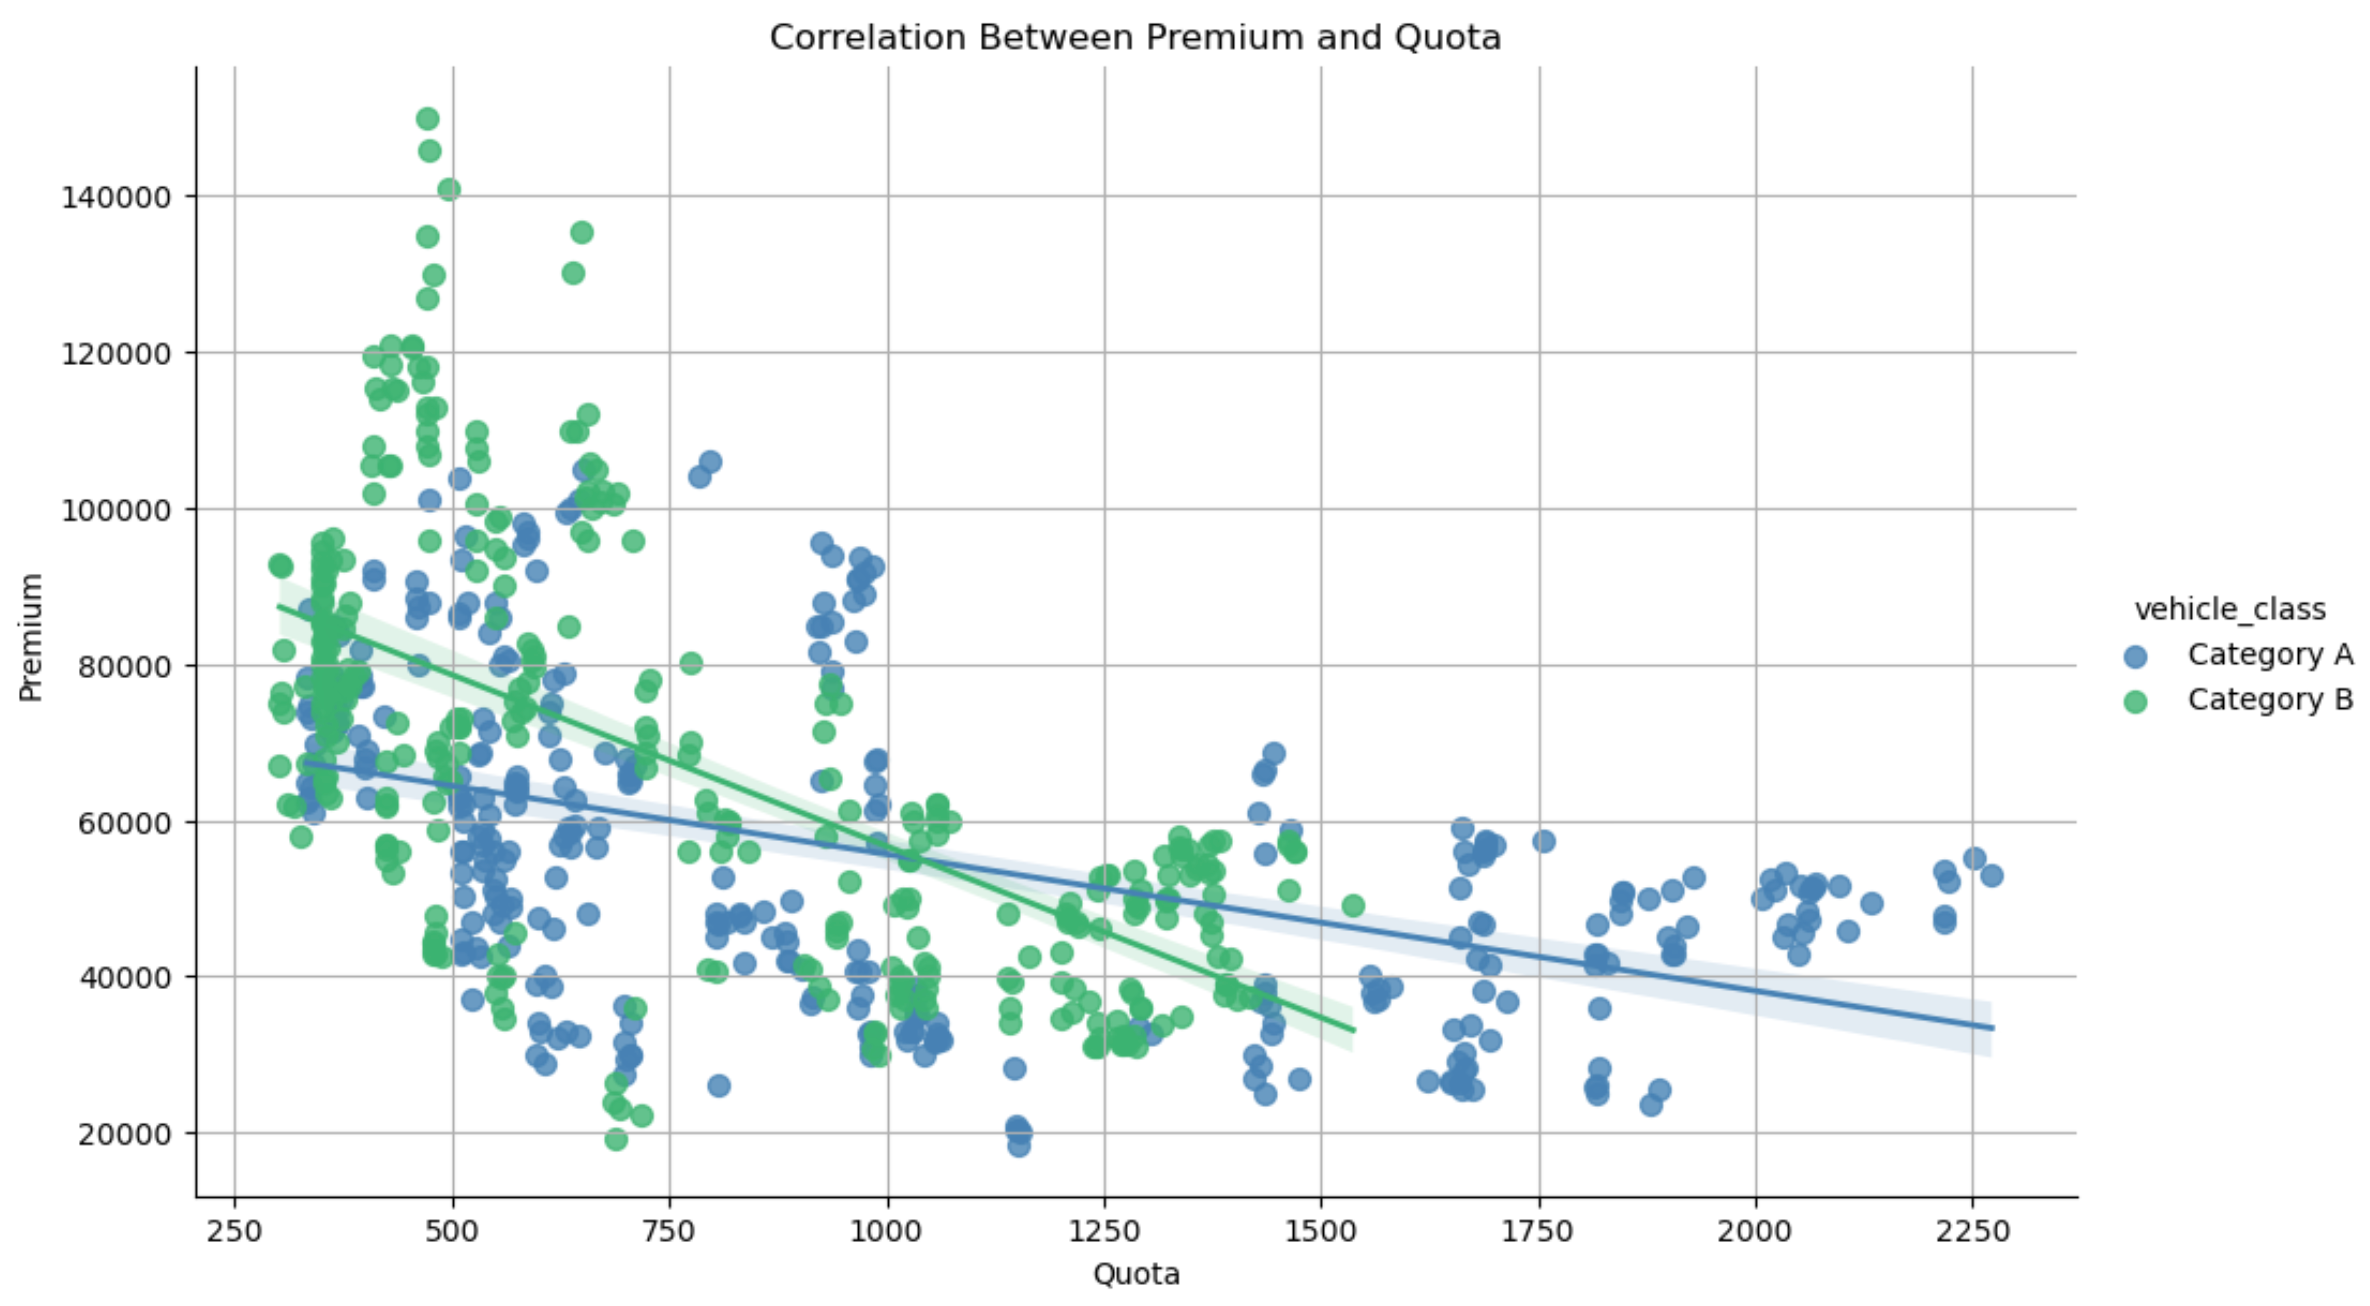 Correlation Between Premium and Quota
Premium
140000
120000
100000
80000
60000
40000
20000
250 500 750 1000 1250 1500 1750 2000 2250
Quota
vehicle_class
Category A
Category B